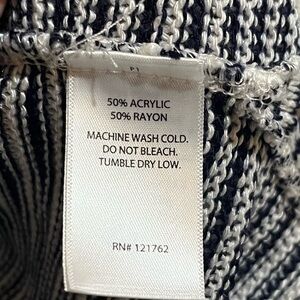 50% ACRYLIC
50% RAYON
MACHINE WASH COLD.
DO NOT BLEACH.
TUMBLE DRY LOW.
RN# 121762